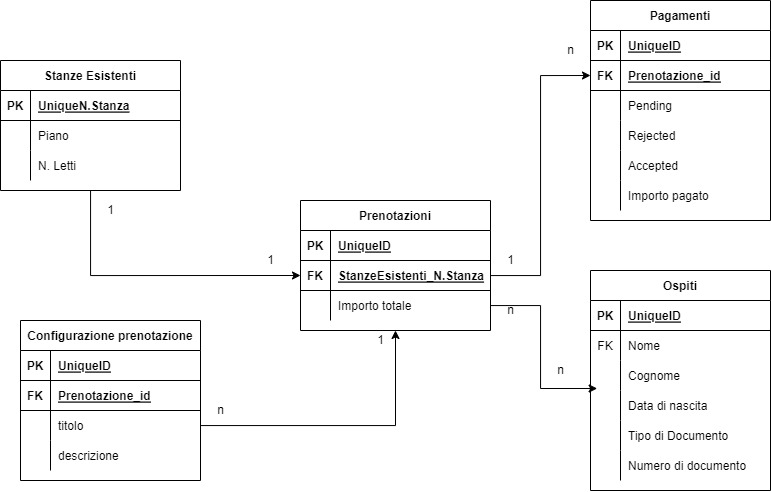 Pagamenti
PK UniqueID
FK Prenotazione_id
Pending
Rejected
Accepted
Importo pagato
n
Stanze Esistenti
PK UniqueN.Stanza
Piano
N. Letti
1
1
Prenotazioni
PK UniqueID
FK StanzeEsistenti_N.Stanza
Importo totale
1
n
1
Ospiti
PK UniqueID
FK Nome
Cognome
Data di nascita
Tipo di Documento
Numero di documento
n
Configurazione prenotazione
PK UniqueID
FK Prenotazione_id
titolo
descrizione
n